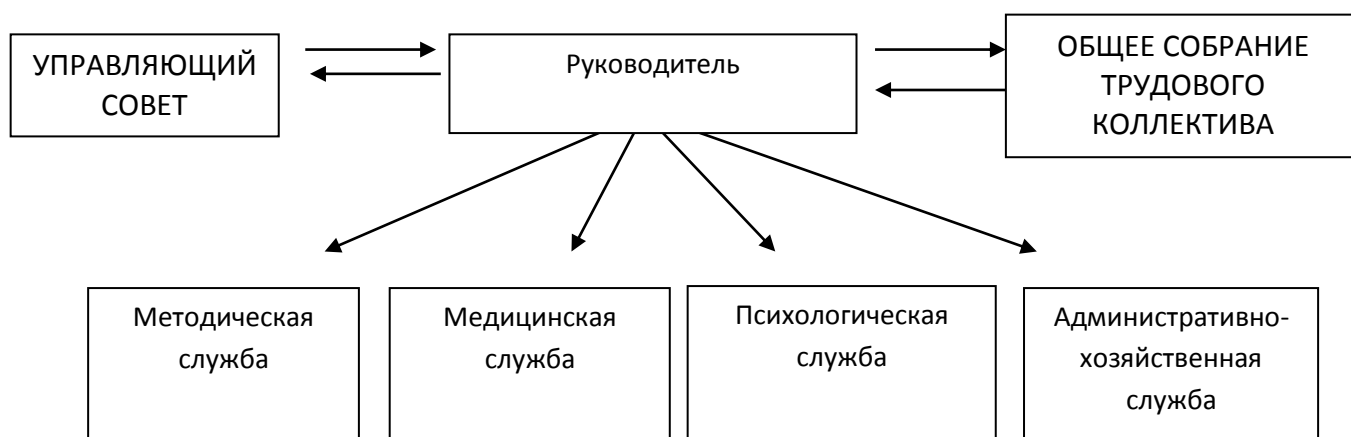 УПРАВЛЯЮЩИЙ
СОВЕТ
Руководитель
ОБЩЕЕ СОБРАНИЕ
ТРУДОВОГО
КОЛЛЕКТИВА
Методическая
служба
Медицинская
служба
Психологическая
служба
Административно-
хозяйственная
служба